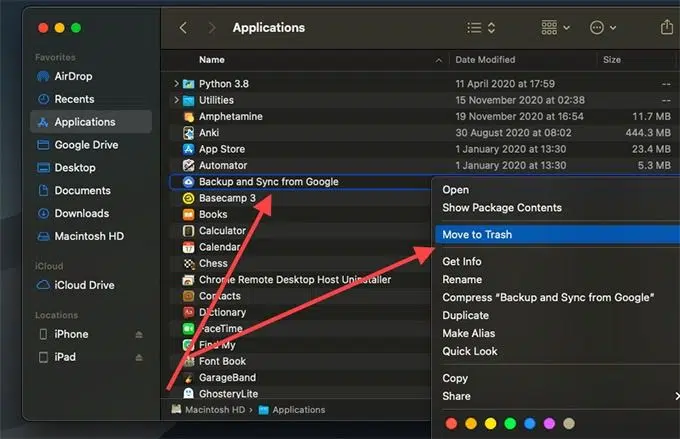 Applications
Name
Date Modified
Size
Favorites
AirDrop
Recents
Applications
Google Drive
Desktop
Documents
Downloads
Macintosh HD
iCloud
iCloud Drive
Locations
iPhone
iPad
Python 3.8 11 April 2020 at 17:59 --
Utilities 15 November 2020 at 02:38 --
Amphetamine 19 November 2020 at 16:54 11.7 MB
Anki 30 August 2020 at 08:02 444.3 MB
App Store 1 January 2020 at 13:30 23.4 MB
Automator 1 January 2020 at 13:30 5.3 MB
Backup and Sync from Google
Basecamp 3
Books
Calculator
Calendar
Chess
Chrome Remote Desktop Host Uninstaller
Contacts
Dictionary
FaceTime
Find My
Font Book
GarageBand
GhosteryLite
Macintosh HD › Applications
Open
Show Package Contents
Move to Trash
Get Info
Rename
Compress “Backup and Sync from Google”
Duplicate
Make Alias
Quick Look
Copy
Share